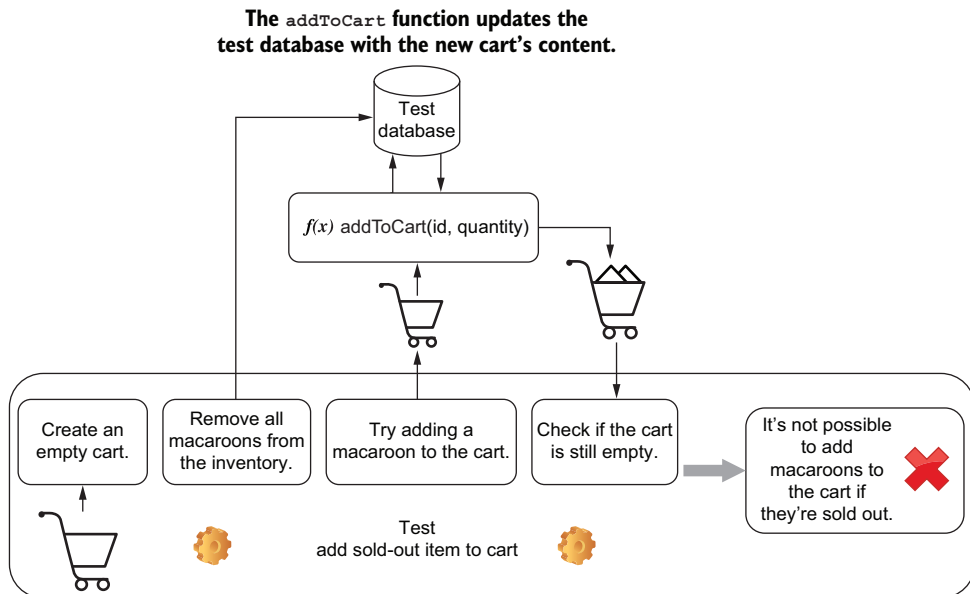 The addToCart function updates the
test database with the new cart's content.
Test
database
f(x) addToCart(id, quantity)
Create an
empty cart.
Remove all
macaroons from
the inventory.
Try adding a
macaroon to the cart.
Check if the cart
is still empty.
It's not possible
to add
macaroons to
the cart if
they're sold out.
Test
add sold-out item to cart